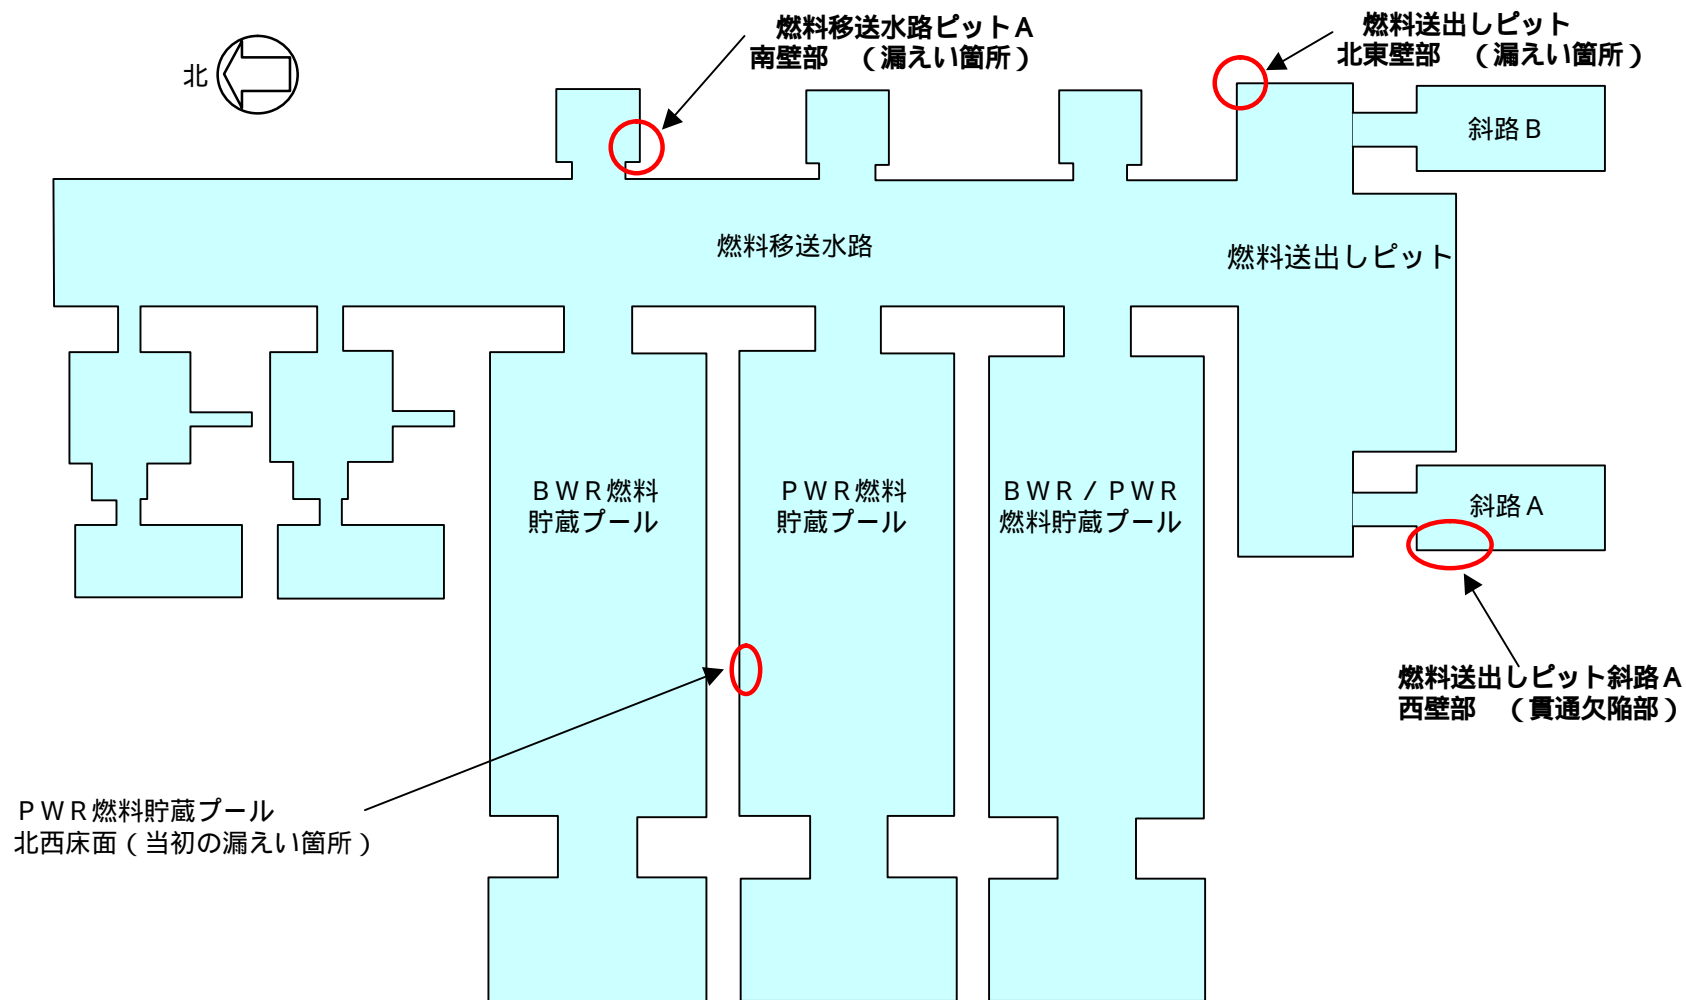 燃料移送水路ピットＡ
南壁部　（漏えい箇所）
燃料送出しピット
北東壁部　（漏えい箇所）
北
斜路Ｂ
燃料移送水路
燃料送出しピット
ＢＷＲ燃料
貯蔵プール
ＰＷＲ燃料
貯蔵プール
ＢＷＲ／ＰＷＲ
燃料貯蔵プール
斜路Ａ
燃料送出しピット斜路Ａ
西壁部　（貫通欠陥部）
ＰＷＲ燃料貯蔵プール
北西床面（当初の漏えい箇所）